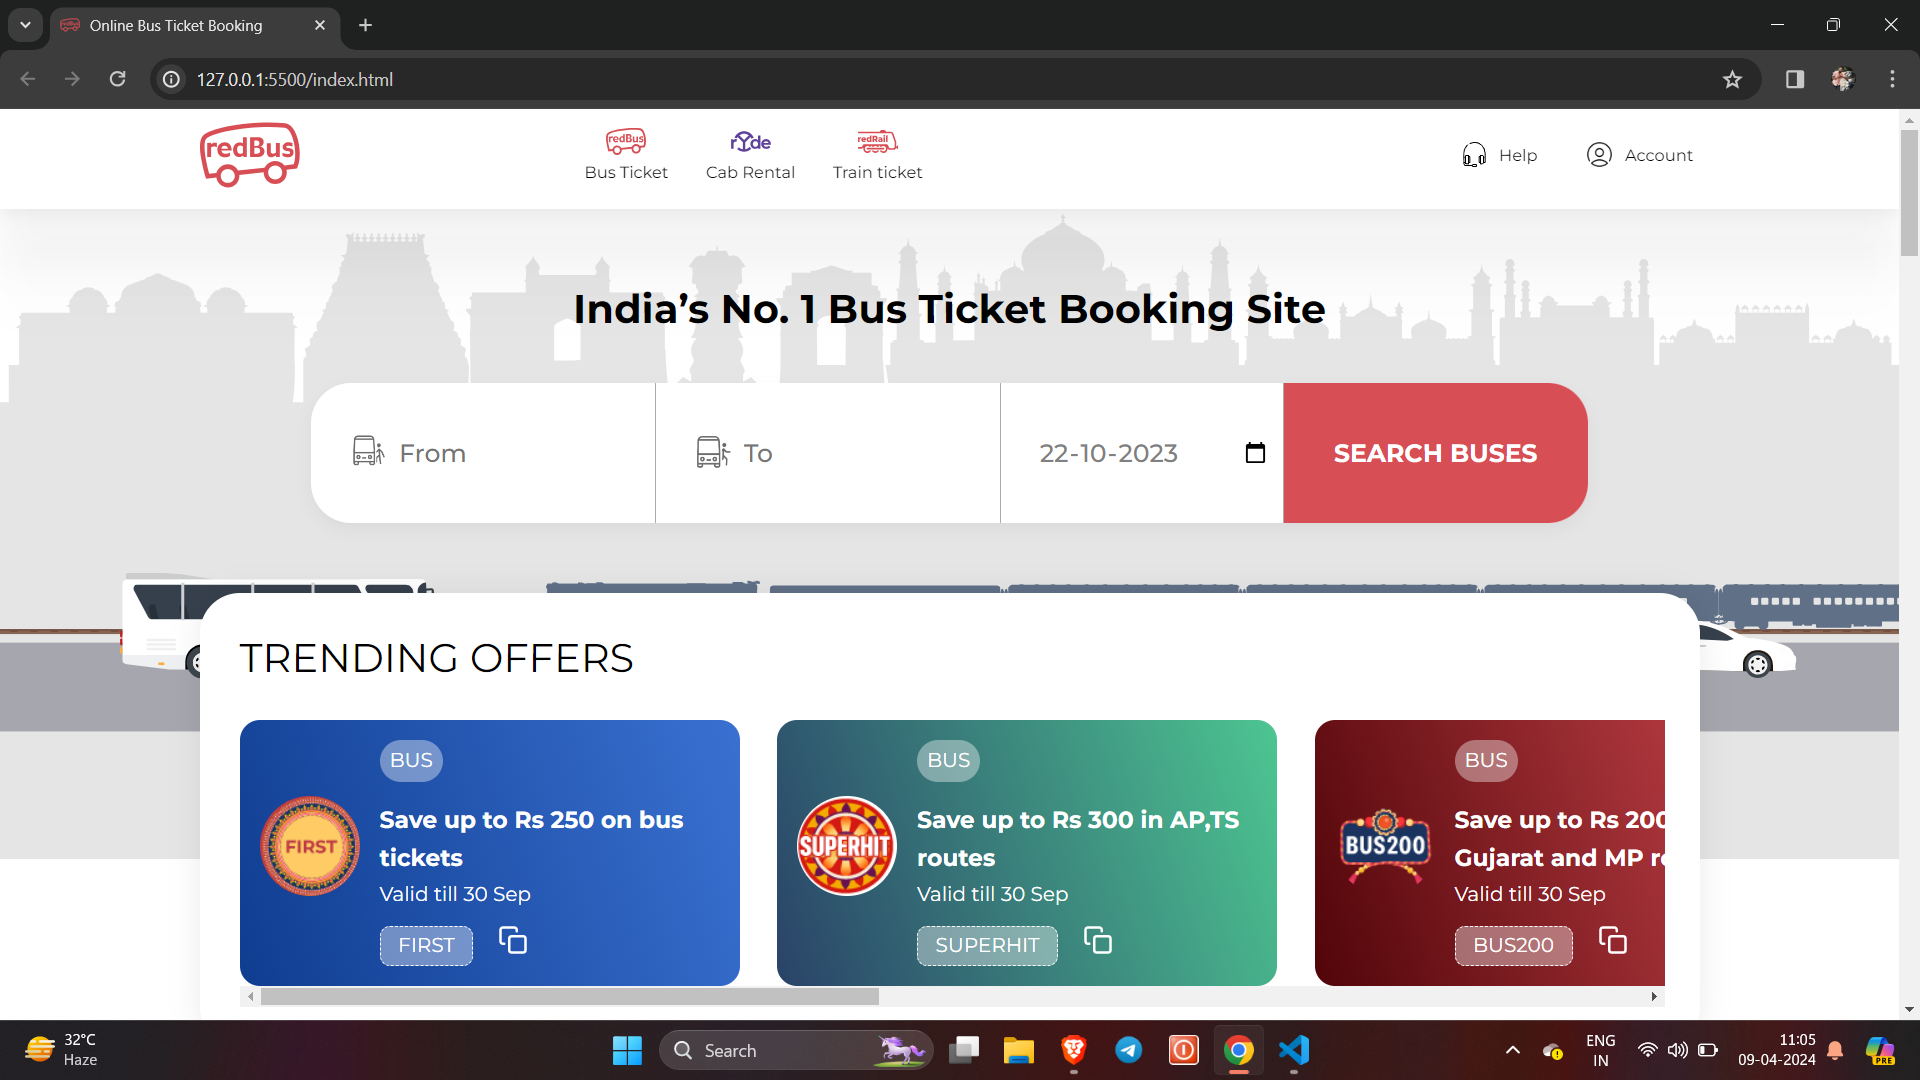 Online Bus Ticket Booking
127.0.0.1:5500/index.html
redBus
redBus
Bus Ticket
rYde
Cab Rental
redRail
Train ticket
Help
Account
India’s No. 1 Bus Ticket Booking Site
From
To
22-10-2023
SEARCH BUSES
TRENDING OFFERS
BUS
FIRST
Save up to Rs 250 on bus
tickets
Valid till 30 Sep
FIRST
BUS
SUPERHIT
Save up to Rs 300 in AP,TS
routes
Valid till 30 Sep
SUPERHIT
BUS
BUS200
Save up to Rs 200
Gujarat and MP r
Valid till 30 Sep
BUS200
32°C
Haze
Search
ENG
IN
11:05
09-04-2024
PRE